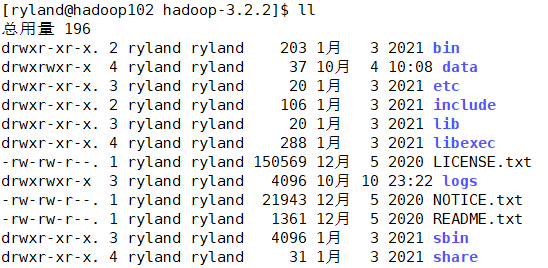 [ryland@hadoop102 hadoop-3.2.2]$ ll
总用量 196
drwxr-xr-x. 2 ryland ryland    203 1月   3 2021 bin
drwxrwxr-x  4 ryland ryland     37 10月  4 10:08 data
drwxr-xr-x. 3 ryland ryland     20 1月   3 2021 etc
drwxr-xr-x. 2 ryland ryland    106 1月   3 2021 include
drwxr-xr-x. 3 ryland ryland     20 1月   3 2021 lib
drwxr-xr-x. 4 ryland ryland    288 1月   3 2021 libexec
-rw-rw-r--. 1 ryland ryland 150569 12月  5 2020 LICENSE.txt
drwxrwxr-x  3 ryland ryland   4096 10月 10 23:22 logs
-rw-rw-r--. 1 ryland ryland  21943 12月  5 2020 NOTICE.txt
-rw-rw-r--. 1 ryland ryland   1361 12月  5 2020 README.txt
drwxr-xr-x. 3 ryland ryland   4096 1月   3 2021 sbin
drwxr-xr-x. 4 ryland ryland     31 1月   3 2021 share